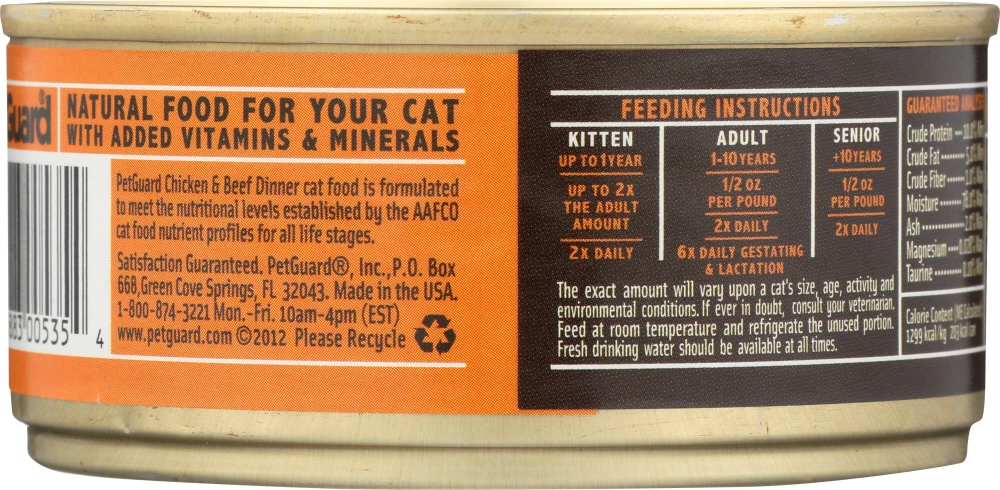 Guard®
NATURAL FOOD FOR YOUR CAT
WITH ADDED VITAMINS & MINERALS
PetGuard Chicken & Beef Dinner cat food is formulated
to meet the nutritional levels established by the AAFCO
cat food nutrient profiles for all life stages.
Satisfaction Guaranteed. PetGuard®, Inc.,P.O. Box
668,Green Cove Springs, FL 32043. Made in the USA.
1-800-874-3221 Mon.-Fri. 10am-4pm (EST)
www.petguard.com ©2012 Please Recycle
00535 4
FEEDING INSTRUCTIONS
KITTEN
UP TO 1 YEAR
UP TO 2X
THE ADULT
AMOUNT
2X DAILY
ADULT
1-10 YEARS
1/2 OZ
PER POUND
2X DAILY
6X DAILY GESTATING
& LACTATION
SENIOR
+10 YEARS
1/2 OZ
PER POUND
2X DAILY
The exact amount will vary upon a cat's size, age, activity and
environmental conditions. If ever in doubt, consult your veterinarian.
Feed at room temperature and refrigerate the unused portion.
Fresh drinking water should be available at all times.
GUARANTEED
Crude Protein
Crude Fat
Crude Fiber
Moisture
Ash
Magnesium
Taurine
Calorie Content
1299 kcal/kg